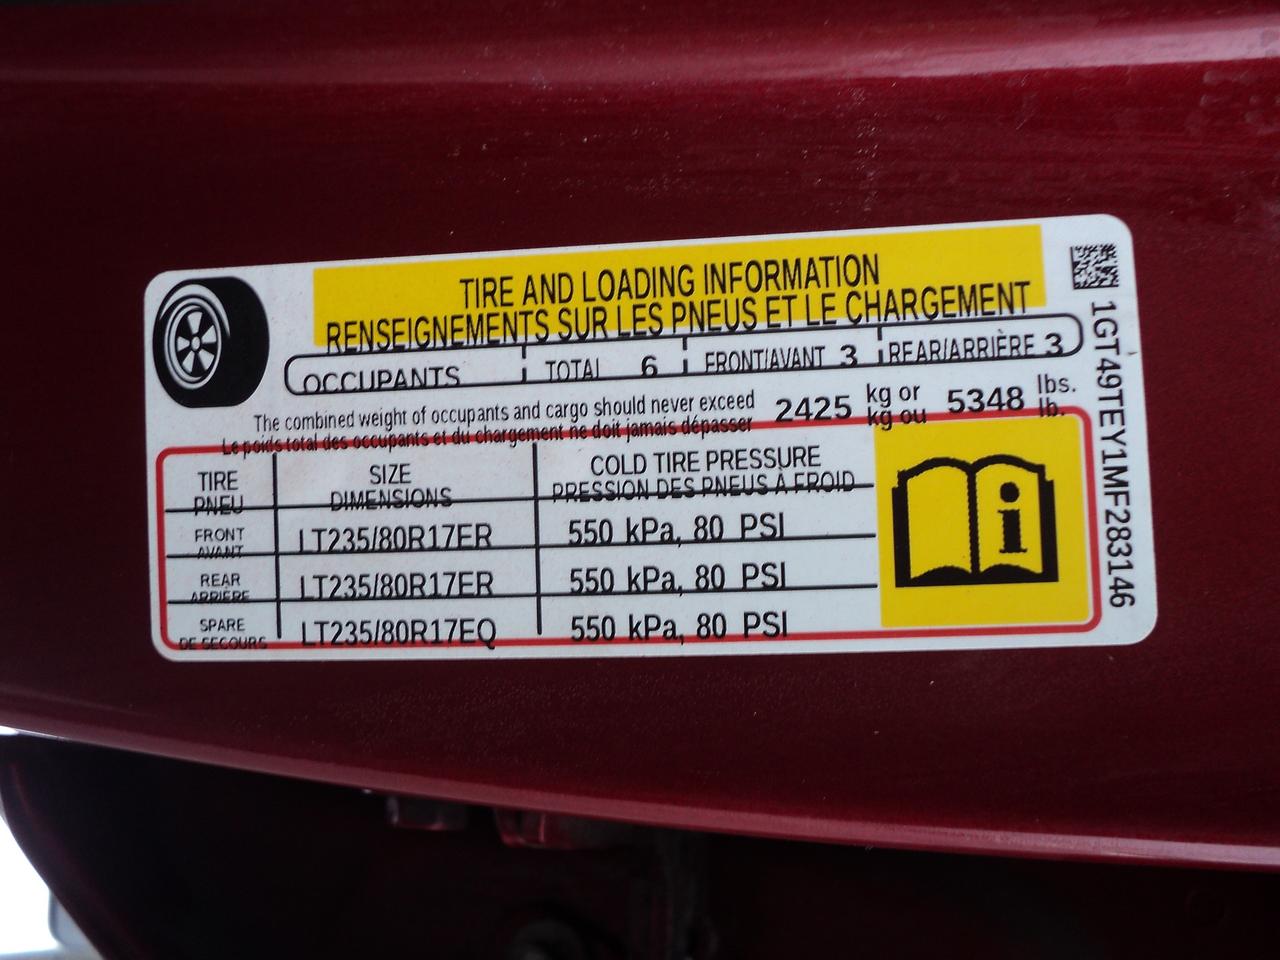 TIRE AND LOADING INFORMATION
RENSEIGNEMENTS SUR LES PNEUS ET LE CHARGEMENT
OCCUPANTS TOTAL 6 FRONT/AVANT 3 REAR/ARRIÈRE 3
The combined weight of occupants and cargo should never exceed 2425 kg or 5348 lbs.
Le poids total des occupants et du chargement ne doit jamais dépasser kg ou lb.
TIRE SIZE COLD TIRE PRESSURE
PNEU DIMENSIONS PRESSION DES PNEUS À FROID
FRONT LT235/80R17ER 550 kPa, 80 PSI
AVANT
REAR LT235/80R17ER 550 kPa, 80 PSI
ARRIÈRE
SPARE LT235/80R17EQ 550 kPa, 80 PSI
DE SECOURS
i
1GT49TEY1MF283146